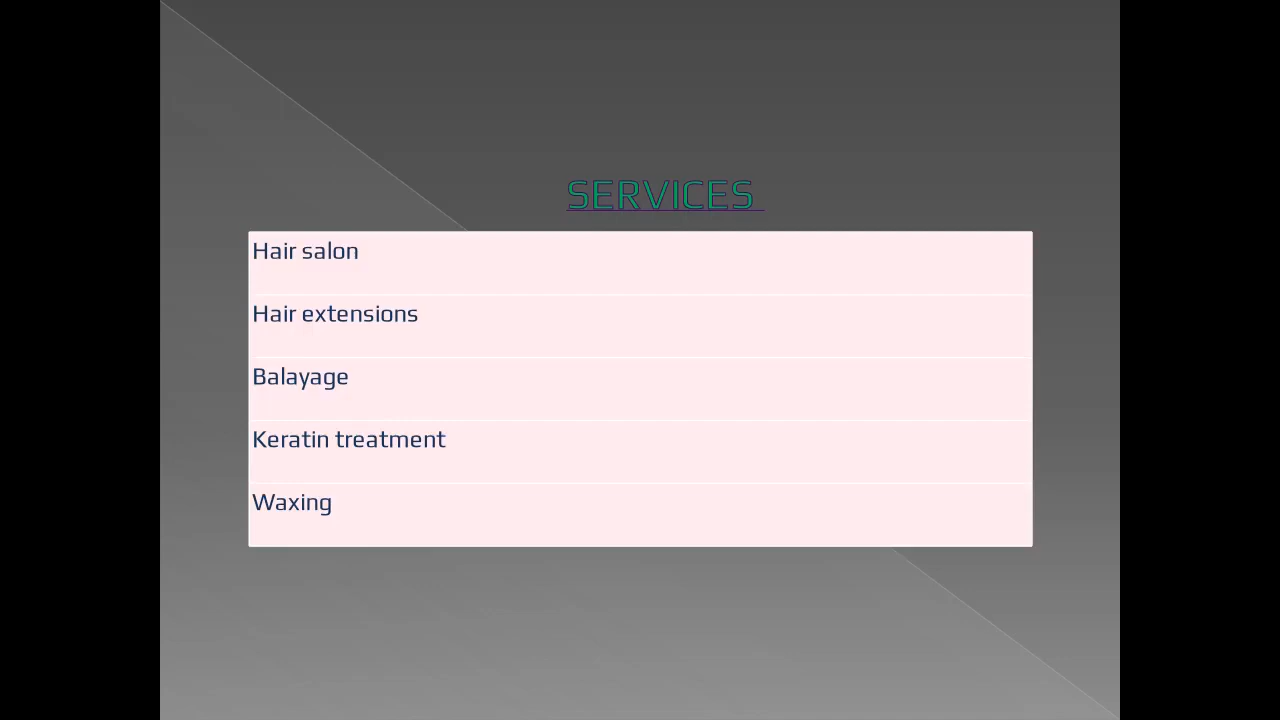 SERVICES
Hair salon
Hair extensions
Balayage
Keratin treatment
Waxing